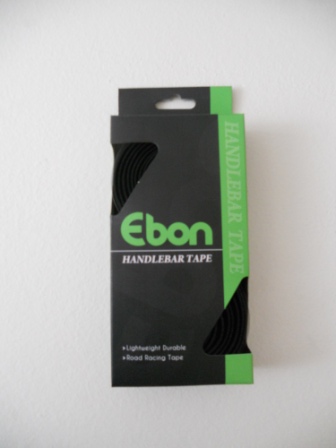 Ebon
HANDLEBAR TAPE
Lightweight Durable
Road Racing Tape
HANDLEBAR TAPE